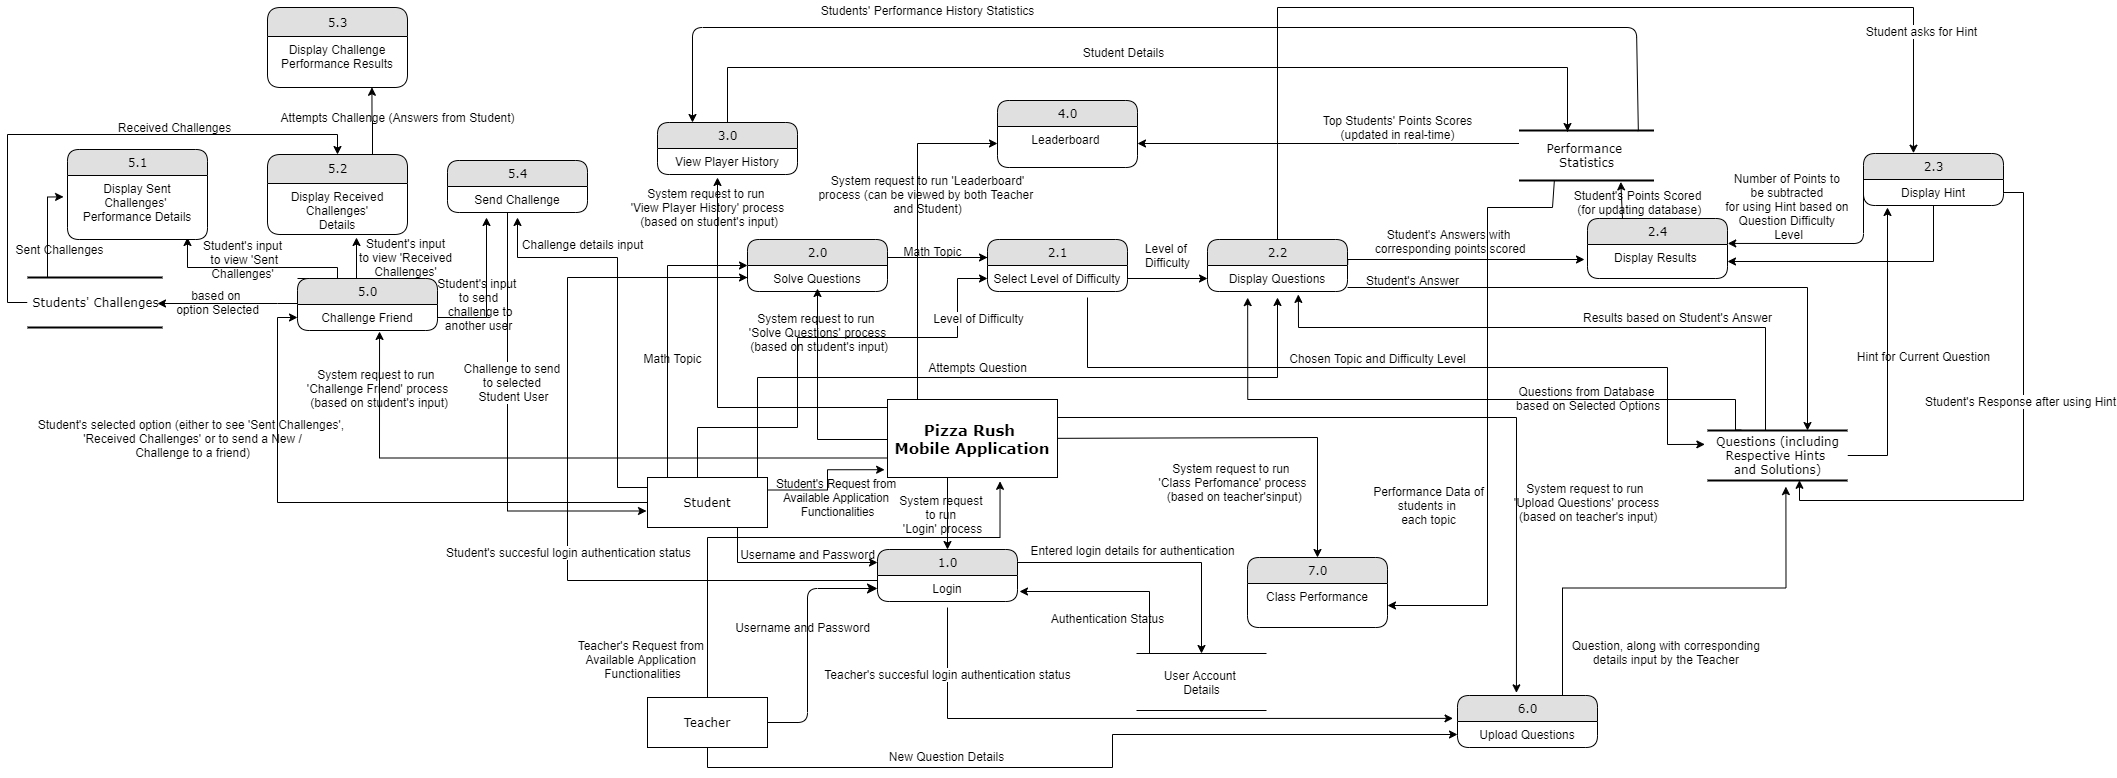 Students' Performance History Statistics
5.3
Display Challenge
Performance Results
Student asks for Hint
Student Details
Attempts Challenge (Answers from Student)
4.0
Leaderboard
Top Students' Points Scores
(updated in real-time)
Received Challenges
3.0
View Player History
Performance
Statistics
5.1
Display Sent
Challenges'
Performance Details
5.2
Display Received
Challenges'
Details
5.4
Send Challenge
2.3
Display Hint
System request to run
'View Player History' process
(based on student's input)
System request to run 'Leaderboard'
process (can be viewed by both Teacher
and Student)
Student's Points Scored
(for updating database)
Number of Points to
be subtracted
for using Hint based on
Question Difficulty
Level
Sent Challenges
Student's input
to view 'Sent
Challenges'
Student's input
to view 'Received
Challenges'
Challenge details input
2.0
Solve Questions
Math Topic
2.1
Select Level of Difficulty
Level of
Difficulty
2.2
Display Questions
Student's Answers with
corresponding points scored
2.4
Display Results
Students' Challenges
based on
option Selected
5.0
Challenge Friend
Student's input
to send
challenge to
another user
Student's Answer
System request to run
'Solve Questions' process
(based on student's input)
Level of Difficulty
Results based on Student's Answer
Math Topic
Attempts Question
Chosen Topic and Difficulty Level
Hint for Current Question
System request to run
'Challenge Friend' process
(based on student's input)
Challenge to send
to selected
Student User
Questions from Database
based on Selected Options
Student's Response after using Hint
Student's selected option (either to see 'Sent Challenges',
'Received Challenges' or to send a New /
Challenge to a friend)
Pizza Rush
Mobile Application
Questions (including
Respective Hints
and Solutions)
Student
Student's Request from
Available Application
Functionalities
System request
to run
'Login' process
System request to run
'Class Perfomance' process
(based on teacher'sinput)
Performance Data of
students in
each topic
System request to run
'Upload Questions' process
(based on teacher's input)
Student's succesful login authentication status
Username and Password
1.0
Login
Entered login details for authentication
7.0
Class Performance
Username and Password
Authentication Status
Teacher's Request from
Available Application
Functionalities
Teacher's succesful login authentication status
User Account
Details
Question, along with corresponding
details input by the Teacher
Teacher
6.0
Upload Questions
New Question Details